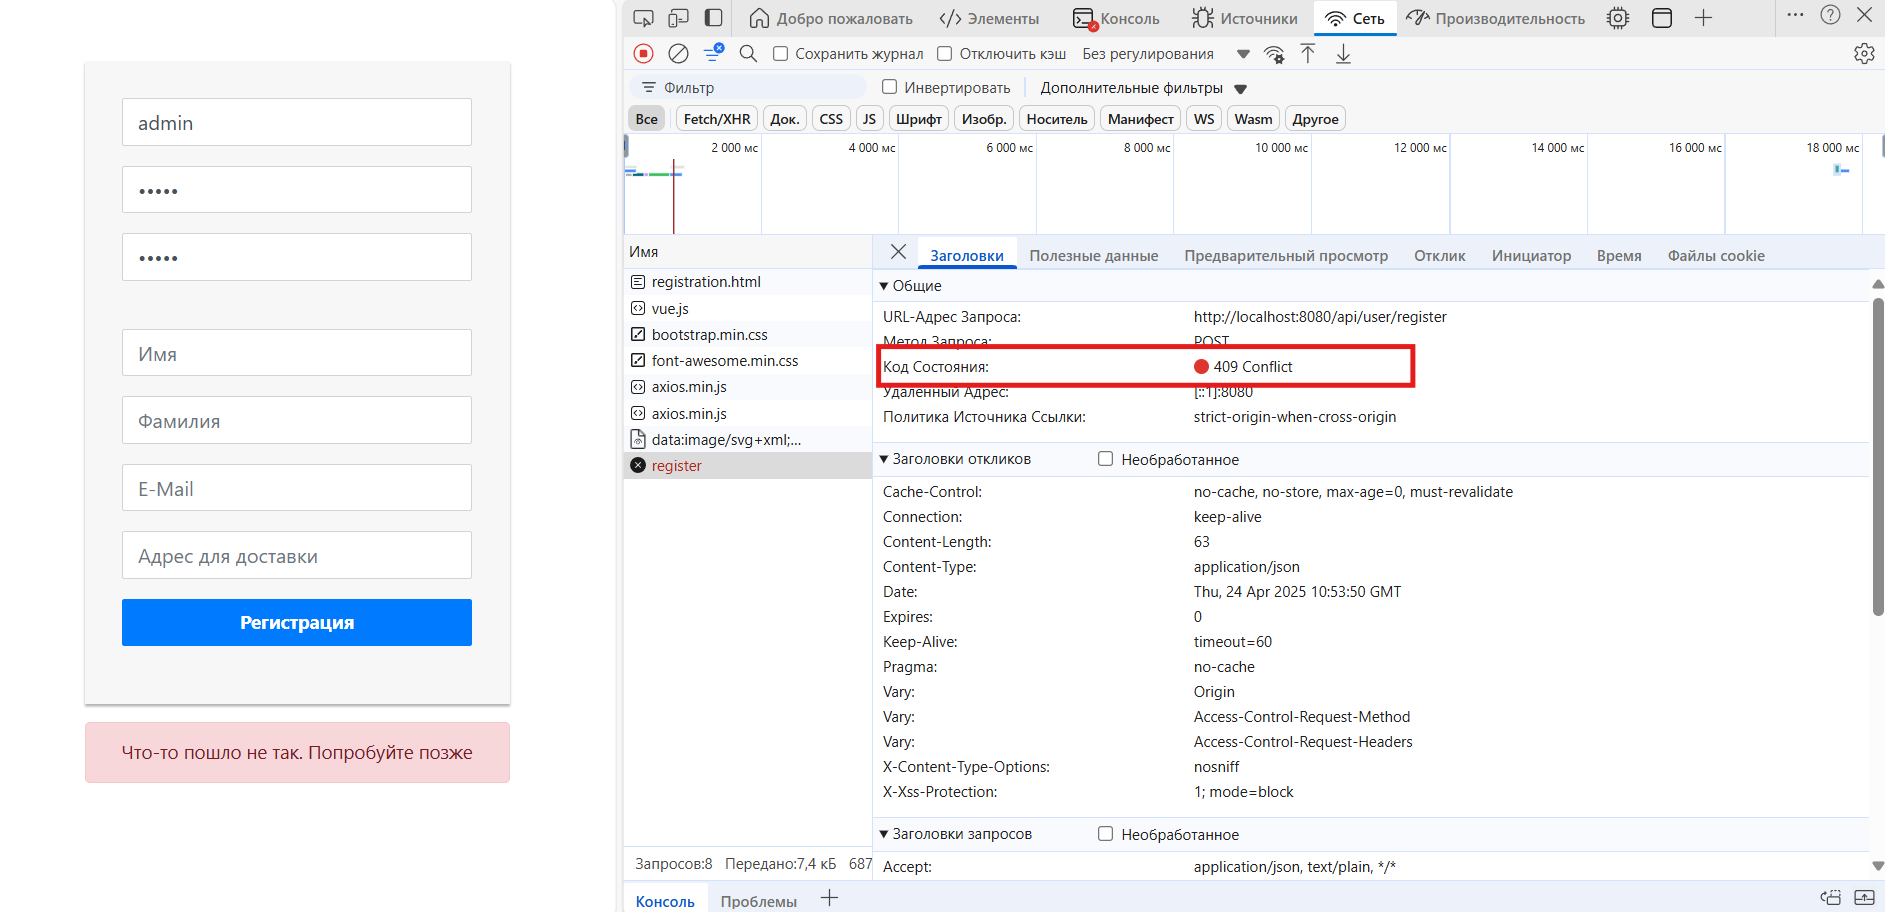 admin
•••••
•••••
Имя
Фамилия
E-Mail
Адрес для доставки
Регистрация
Что-то пошло не так. Попробуйте позже
Добро пожаловать
Элементы
Консоль
Источники
Сеть
Производительность
Сохранить журнал
Отключить кэш
Без регулирования
Фильтр
Инвертировать
Дополнительные фильтры
Все
Fetch/XHR
Док.
CSS
JS
Шрифт
Изобр.
Носитель
Манифест
WS
Wasm
Другое
2 000 мс
4 000 мс
6 000 мс
8 000 мс
10 000 мс
12 000 мс
14 000 мс
16 000 мс
18 000 мс
Имя
registration.html
vue.js
bootstrap.min.css
font-awesome.min.css
axios.min.js
axios.min.js
data:image/svg+xml;...
register
Запросов:8 Передано:7,4 кБ 687
Заголовки
Полезные данные
Предварительный просмотр
Отклик
Инициатор
Время
Файлы cookie
Общие
URL-Адрес Запроса: http://localhost:8080/api/user/register
Метод Запроса: POST
Код Состояния: 409 Conflict
Удаленный Адрес: [::1]:8080
Политика Источника Ссылки: strict-origin-when-cross-origin
Заголовки откликов
Необработанное
Cache-Control: no-cache, no-store, max-age=0, must-revalidate
Connection: keep-alive
Content-Length: 63
Content-Type: application/json
Date: Thu, 24 Apr 2025 10:53:50 GMT
Expires: 0
Keep-Alive: timeout=60
Pragma: no-cache
Vary: Origin
Vary: Access-Control-Request-Method
Vary: Access-Control-Request-Headers
X-Content-Type-Options: nosniff
X-Xss-Protection: 1; mode=block
Заголовки запросов
Необработанное
Accept: application/json, text/plain, */*
Консоль
Проблемы